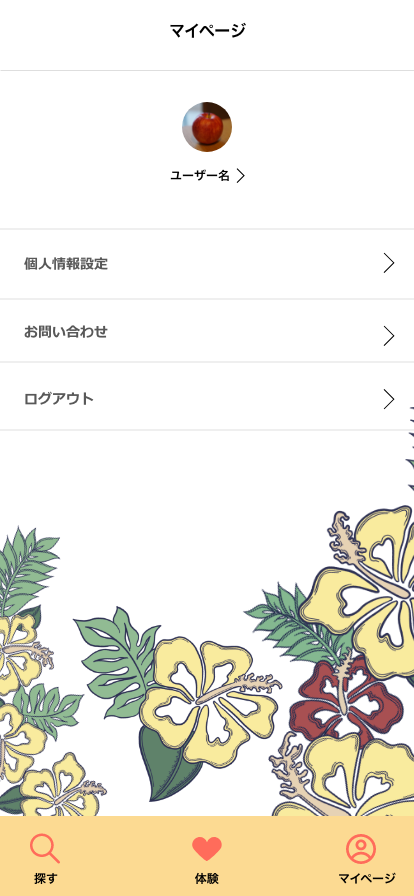 マイページ
ユーザー名
個人情報設定
お問い合わせ
ログアウト
探す
体験
マイページ